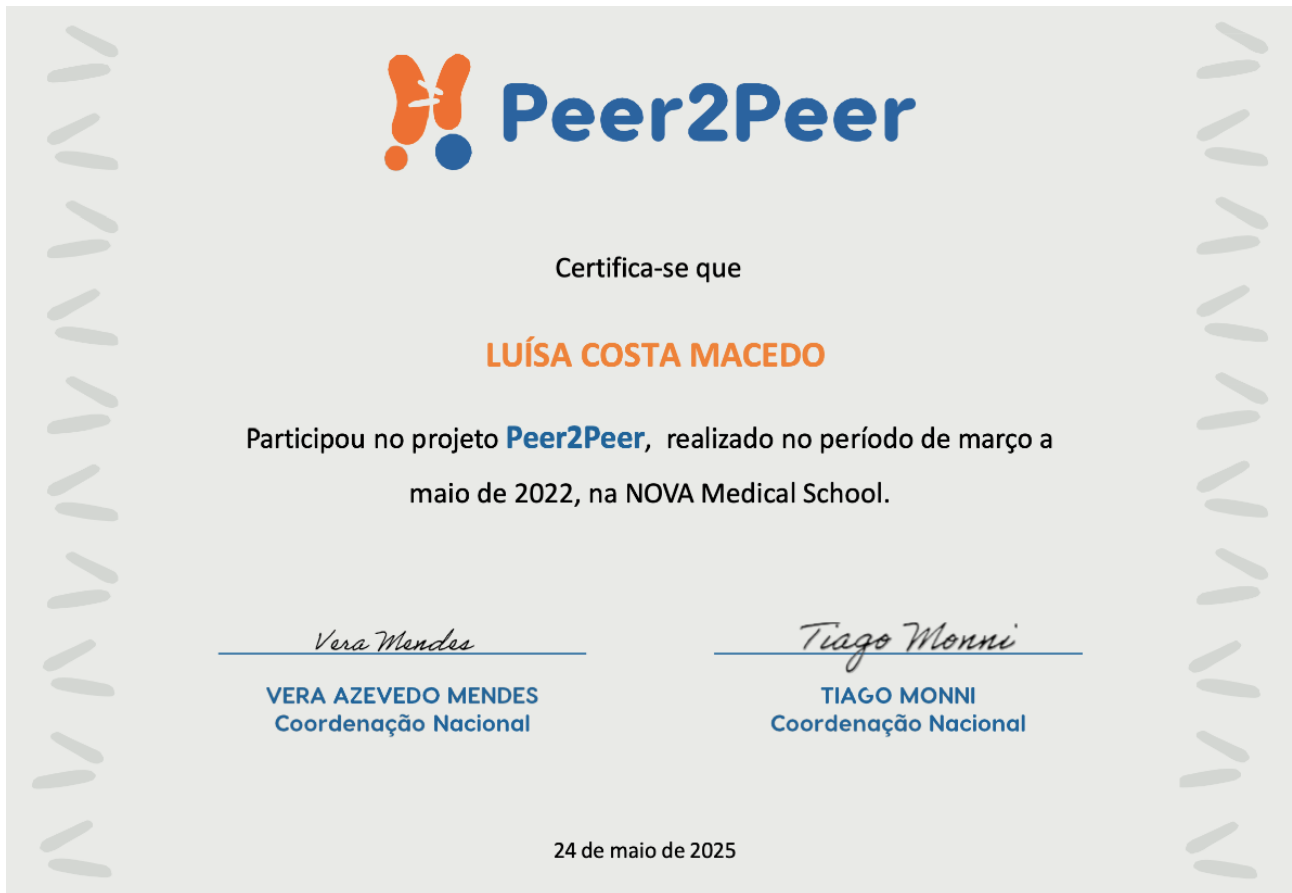 Peer2Peer
Certifica-se que
LUÍSA COSTA MACEDO
Participou no projeto Peer2Peer, realizado no período de março a
maio de 2022, na NOVA Medical School.
Vera Mendes
Tiago Monni
VERA AZEVEDO MENDES
Coordenação Nacional
TIAGO MONNI
Coordenação Nacional
24 de maio de 2025